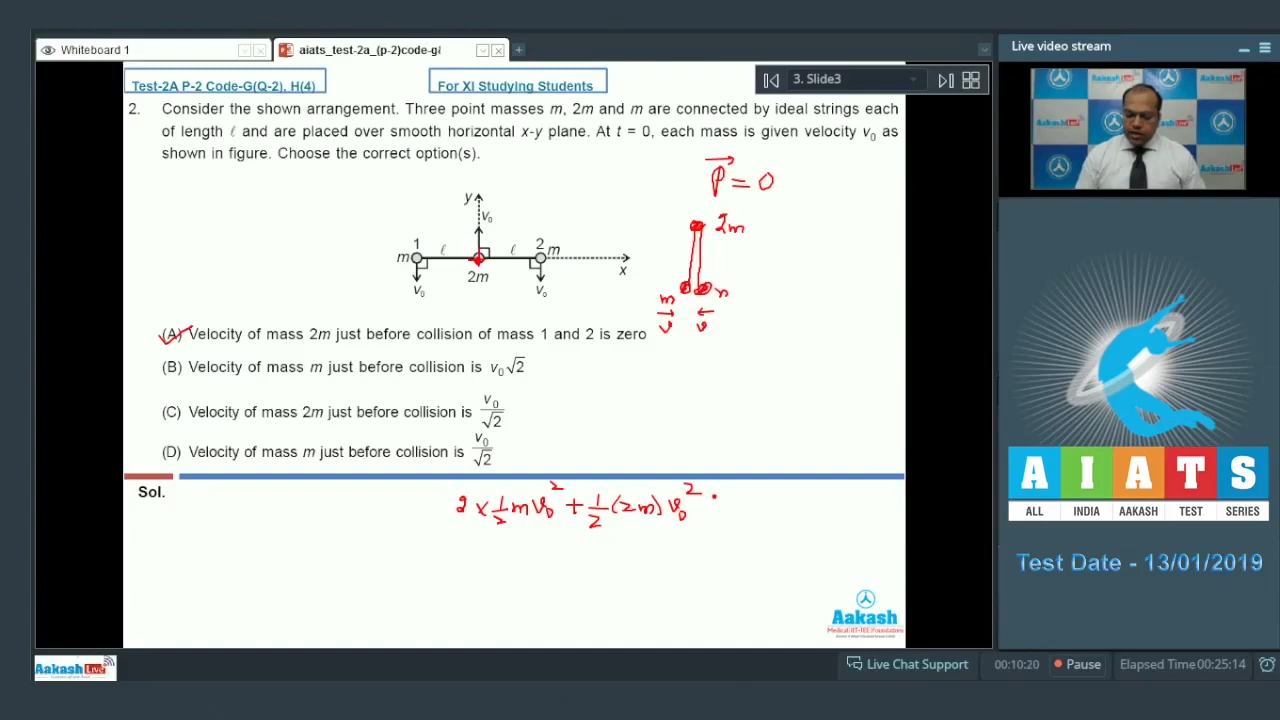 Whiteboard 1
aiats_test-2a_(p-2)code-g&
Live video stream
Test-2A P-2 Code-G(Q-2), H(4)
For XI Studying Students
3. Slide3
2. Consider the shown arrangement. Three point masses m, 2m and m are connected by ideal strings each
of length ℓ and are placed over smooth horizontal x-y plane. At t = 0, each mass is given velocity v₀ as
shown in figure. Choose the correct option(s).
P⃗ = 0
y
v₀
2m
1 ℓ ℓ 2
m m
x
2m
v₀ v₀
m
v v
(A) Velocity of mass 2m just before collision of mass 1 and 2 is zero
(B) Velocity of mass m just before collision is v₀√2
(C) Velocity of mass 2m just before collision is v₀/√2
(D) Velocity of mass m just before collision is v₀/√2
Sol.
2 × 1/2 m v₀² + 1/2 (2m) v₀²
Aakash
Medical|IIT-JEE|Foundations
Aakash Live
AIATS
ALL INDIA AAKASH TEST SERIES
Test Date - 13/01/2019
Live Chat Support
00:10:20
Pause
Elapsed Time 00:25:14